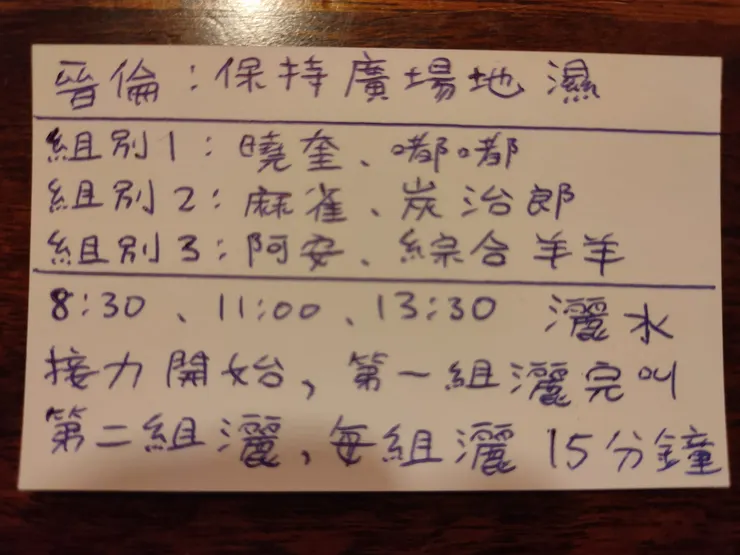 晉倫：保持廣場地濕
組別1：曉奎、嘟嘟
組別2：麻雀、炭治郎
組別3：阿安、綜合羊羊
8:30、11:00、13:30 灑水
接力開始，第一組灑完叫
第二組灑，每組灑15分鐘